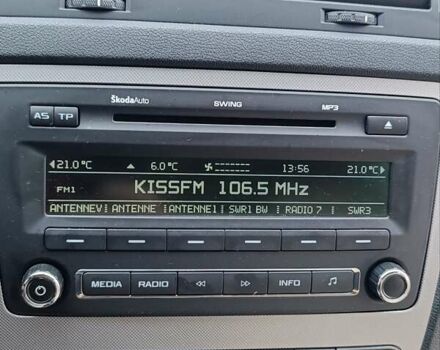 ŠkodaAuto SWING MP3
AS TP
21.0 °C 6.0 °C 13:56 21.0 °C
FM1 KISSFM 106.5 MHz
ANTENNEV ANTENNE ANTENNE1 SWR1 BW RADIO 7 SWR3
MEDIA RADIO INFO